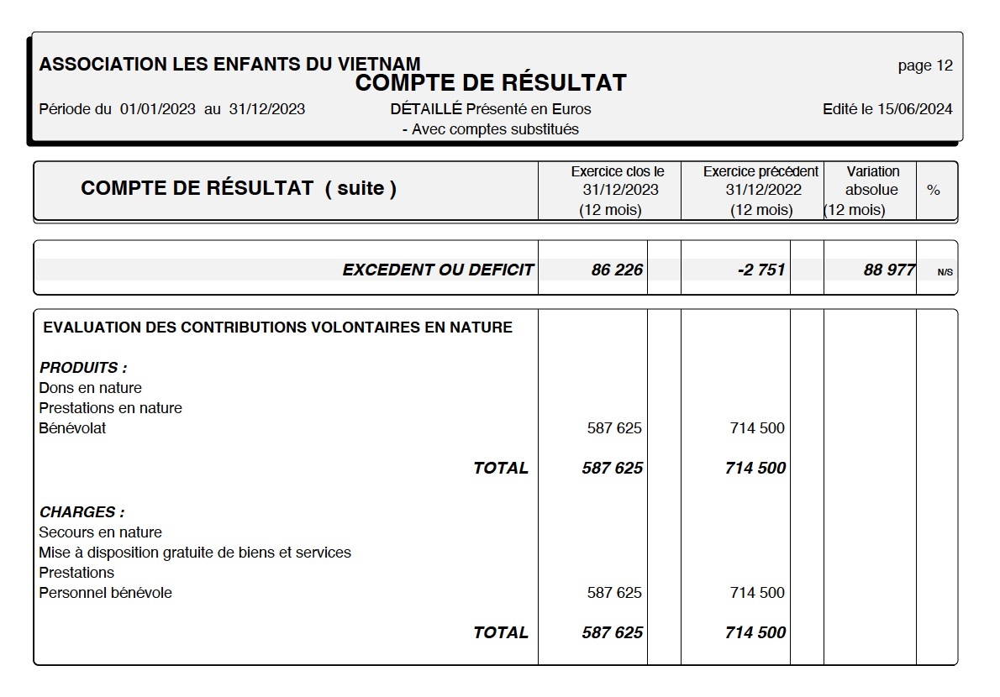 ASSOCIATION LES ENFANTS DU VIETNAM
page 12
COMPTE DE RÉSULTAT
Période du 01/01/2023 au 31/12/2023
DÉTAILLÉ Présenté en Euros
Edité le 15/06/2024
- Avec comptes substitués
COMPTE DE RÉSULTAT ( suite )
Exercice clos le
31/12/2023
(12 mois)
Exercice précédent
31/12/2022
(12 mois)
Variation
absolue
(12 mois)
%
EXCEDENT OU DEFICIT 86 226 -2 751 88 977 N/S
EVALUATION DES CONTRIBUTIONS VOLONTAIRES EN NATURE
PRODUITS :
Dons en nature
Prestations en nature
Bénévolat 587 625 714 500
TOTAL 587 625 714 500
CHARGES :
Secours en nature
Mise à disposition gratuite de biens et services
Prestations
Personnel bénévole 587 625 714 500
TOTAL 587 625 714 500